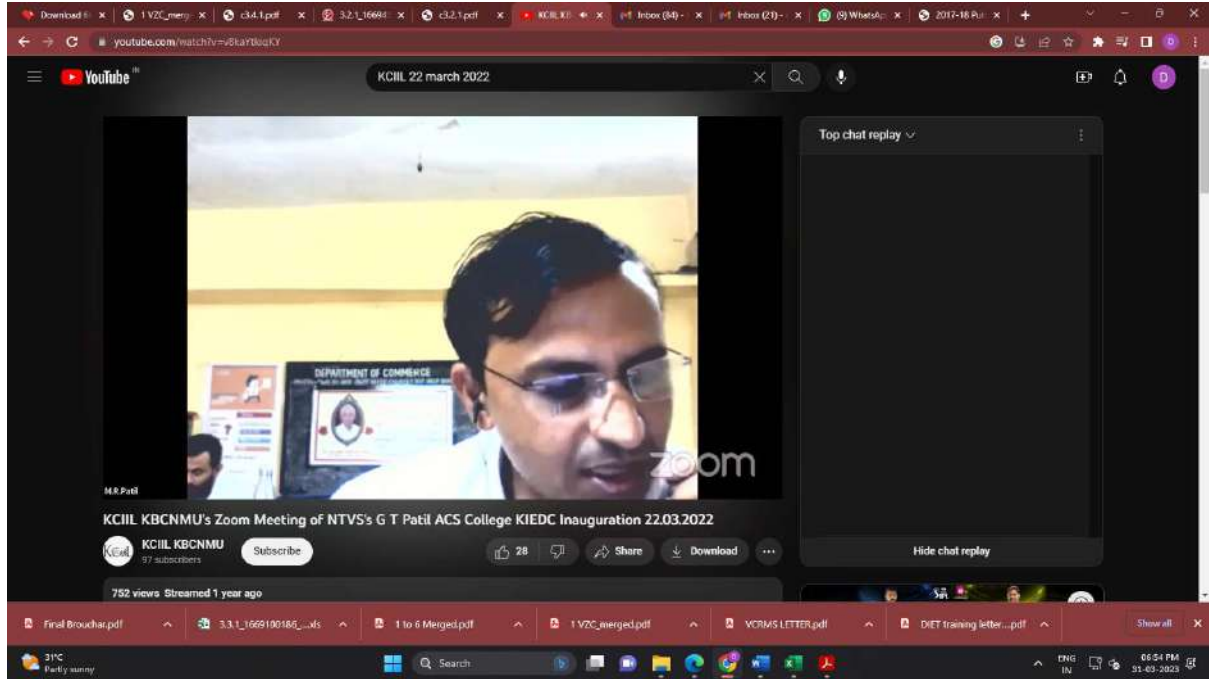 Download
1 VZC_merg
c3.4.1.pdf
3.2.1_16694
c3.2.1.pdf
KCIIL KB
Inbox (84) -
Inbox (21) -
(9) WhatsAp
2017-18 Pu
youtube.com/watch?v=
YouTube IN
KCIIL 22 march 2022
D
Top chat replay
DEPARTMENT OF COMMERCE
zoom
M.R.Patil
KCIIL KBCNMU's Zoom Meeting of NTVS's G T Patil ACS College KIEDC Inauguration 22.03.2022
KCIIL KBCNMU
97 subscribers
Subscribe
28
Share
Download
Hide chat replay
752 views Streamed 1 year ago
Final Brouchar.pdf
3.3.1_1669100186_....xls
1 to 6 Merged.pdf
1 VZC_merged.pdf
VCRMS LETTER.pdf
DIET training letter...pdf
Show all
31°C
Partly sunny
Search
ENG
IN
06:54 PM
31-03-2023